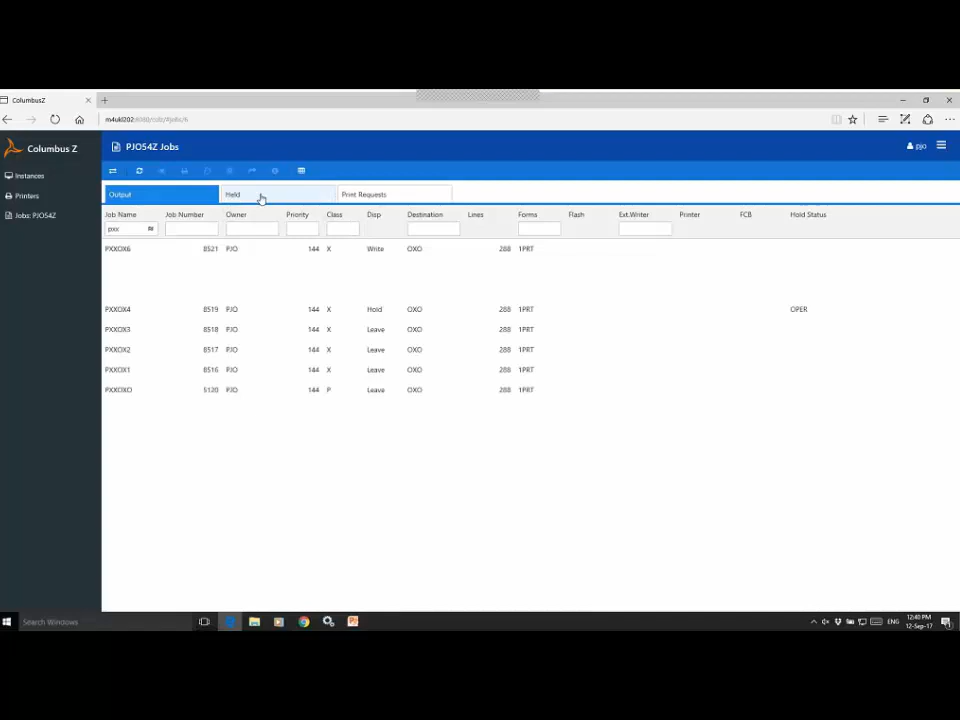 ColumbusZ
Columbus Z
PJO54Z Jobs
pjo
Instances
Printers
Jobs: PJO54Z
Output Held Print Requests
Job Name Job Number Owner Priority Class Disp Destination Lines Forms Flash Ext.Writer Printer FCB Hold Status
pxx
PXXOX6 8521 PJO 144 X Write OXO 288 1PRT
PXXOX4 8519 PJO 144 X Hold OXO 288 1PRT OPER
PXXOX3 8518 PJO 144 X Leave OXO 288 1PRT
PXXOX2 8517 PJO 144 X Leave OXO 288 1PRT
PXXOX1 8516 PJO 144 X Leave OXO 288 1PRT
PXXOXO 5120 PJO 144 P Leave OXO 288 1PRT
Search Windows
ENG
12:40 PM
12-Sep-17